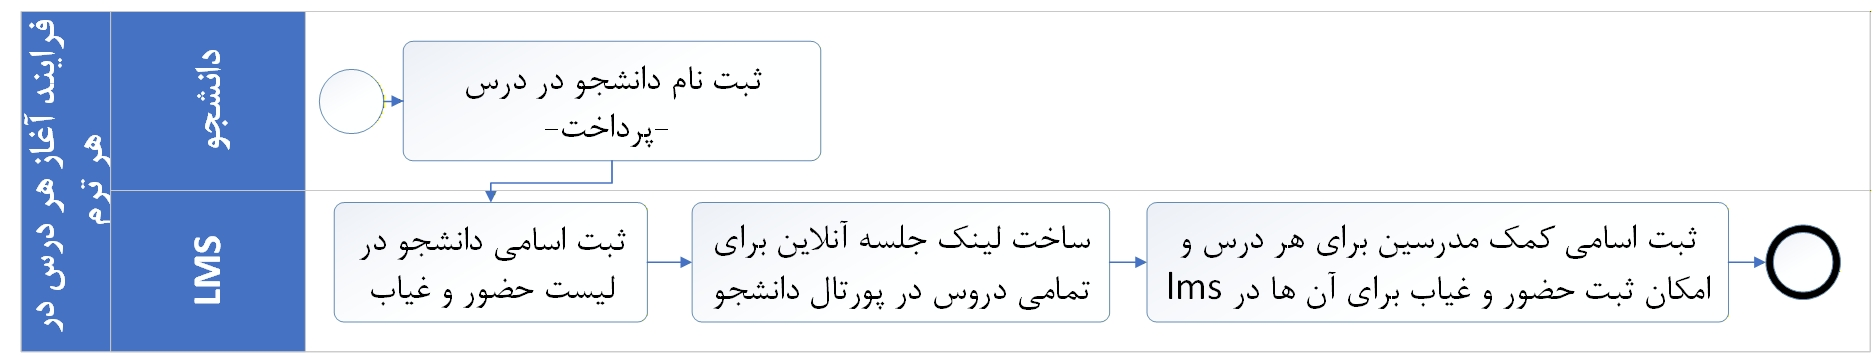 فرایند آغاز هر درس در
هر ترم
دانشجو
ثبت نام دانشجو در درس
-پرداخت-
LMS
ثبت اسامی دانشجو در
لیست حضور و غیاب
ساخت لینک جلسه آنلاین برای
تمامی دروس در پورتال دانشجو
ثبت اسامی کمک مدرسین برای هر درس و
امکان ثبت حضور و غیاب برای آن ها در lms